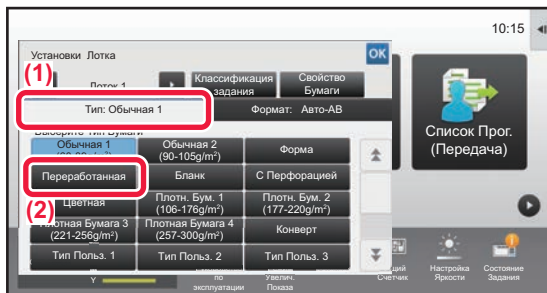 10:15
Установки Лотка
OK
(1)
Лоток 1
Классификация
задания
Свойство
Бумаги
Тип: Обычная 1
Формат: Авто-AB
Выберите Тип Бумаги
Обычная 1
Обычная 2
(90-105g/m²)
Форма
Переработанная
Бланк
С Перфорацией
(2)
Цветная
Плотн. Бум. 1
(106-176g/m²)
Плотн. Бум. 2
(177-220g/m²)
Плотная Бумага 3
(221-256g/m²)
Плотная Бумага 4
(257-300g/m²)
Конверт
Тип Польз. 1
Тип Польз. 2
Тип Польз. 3
Список Прог.
(Передача)
Y
по
эксплуатации
Увелич.
Показа
Счетчик
Настройка
Яркости
Состояние
Задания